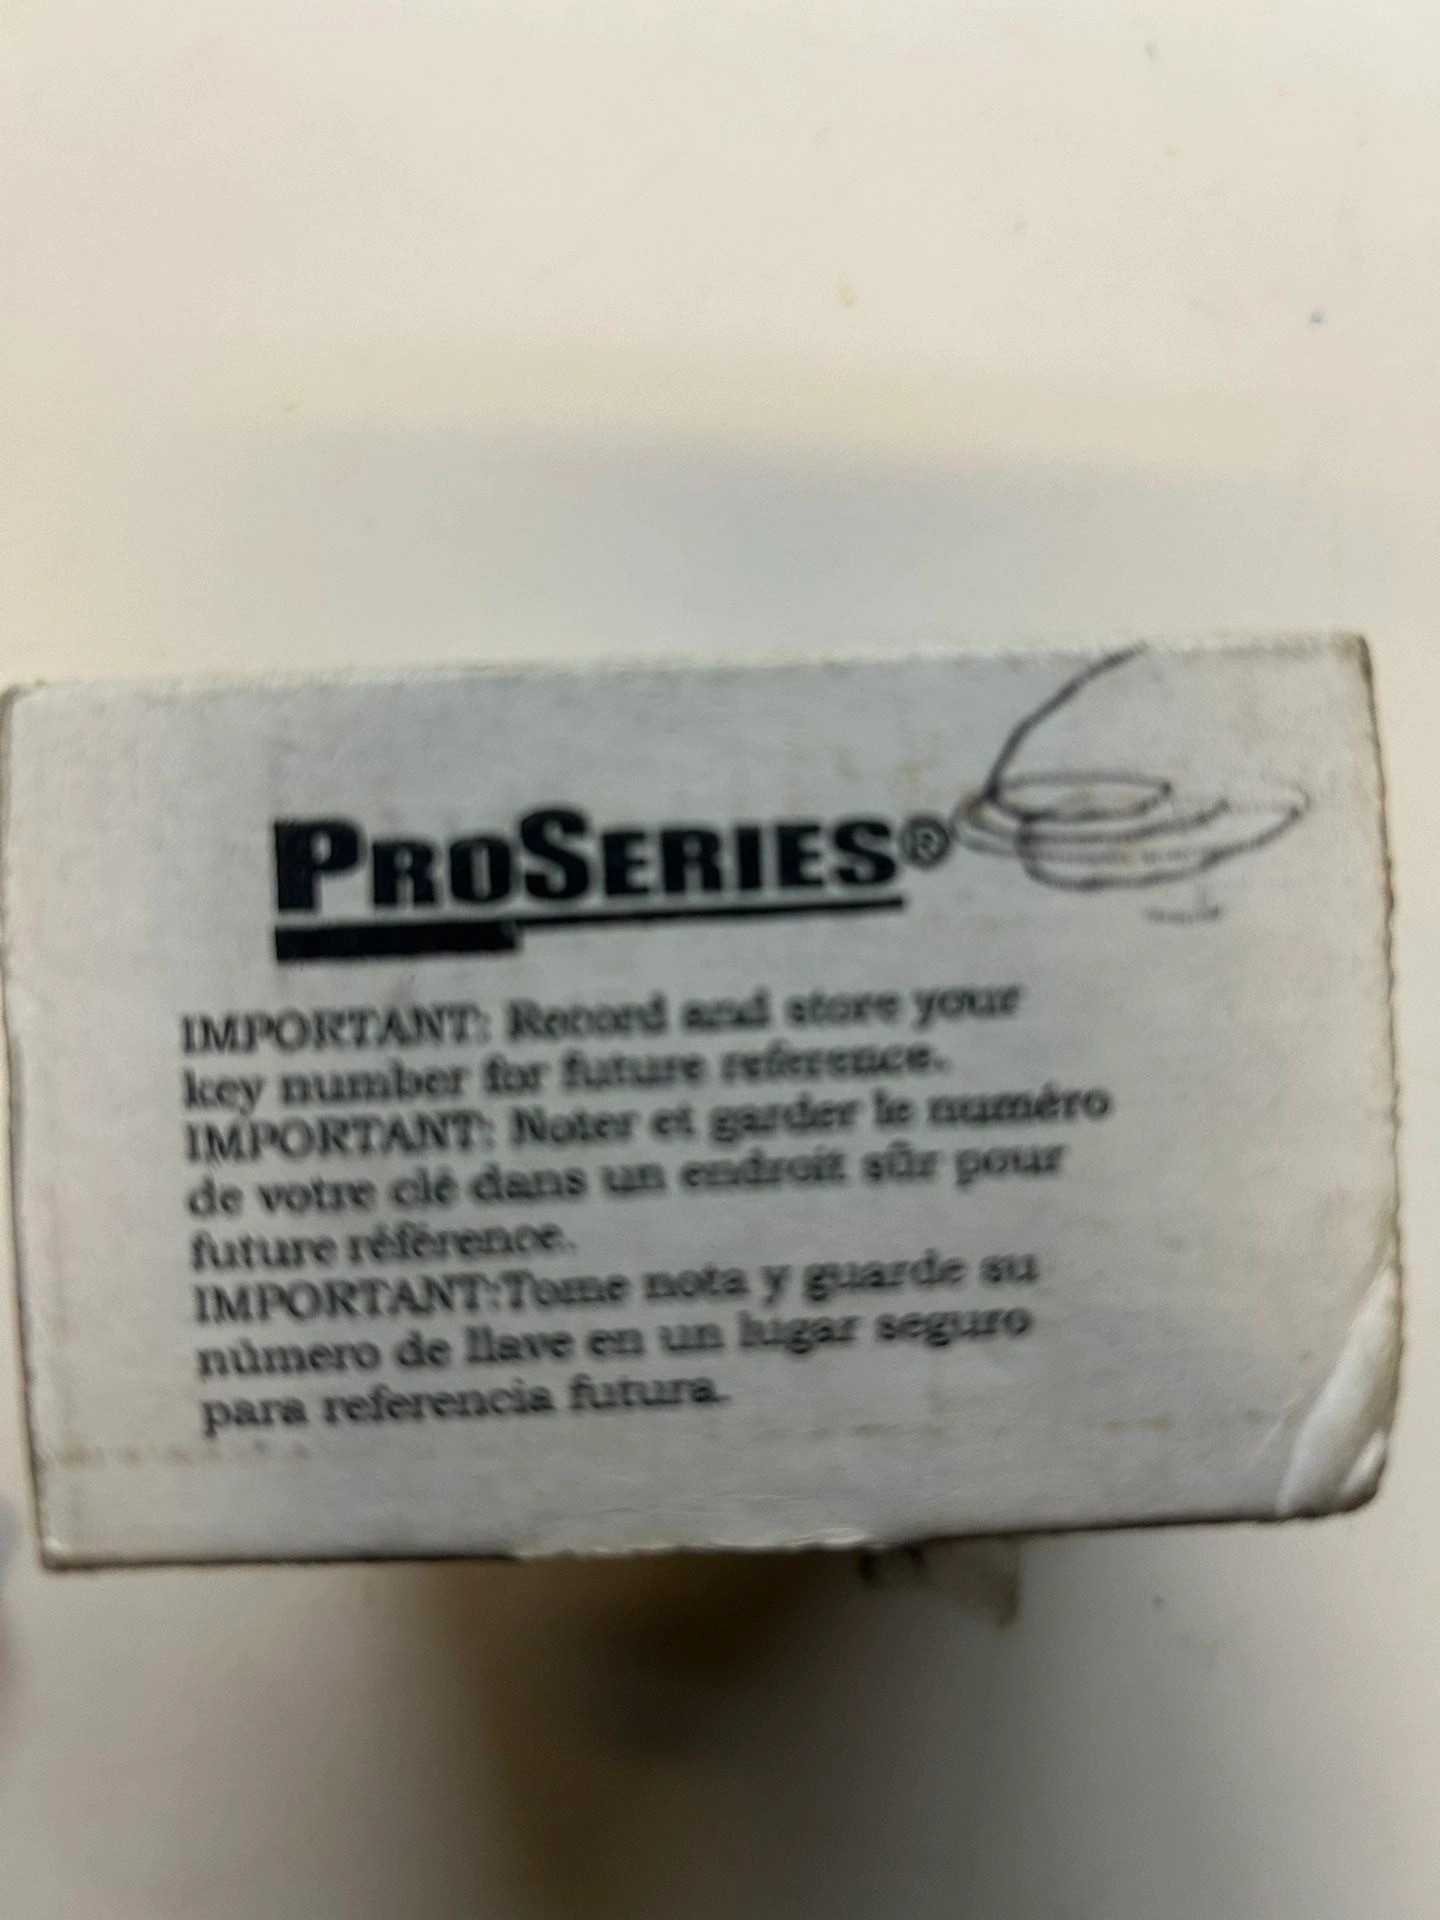 PROSERIES®
IMPORTANT: Record and store your
key number for future reference.
IMPORTANT: Noter et garder le numéro
de votre clé dans un endroit sûr pour
future référence.
IMPORTANT:Tome nota y guarde su
número de llave en un lugar seguro
para referencia futura.